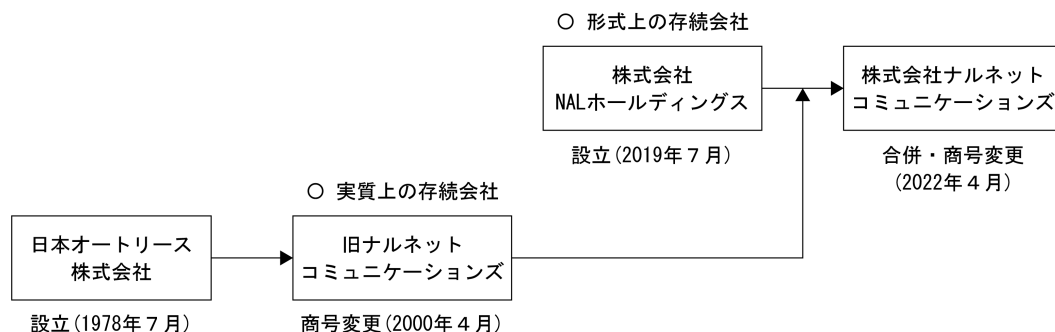 ○ 形式上の存続会社
株式会社
NALホールディングス
株式会社ナルネット
コミュニケーションズ
設立(2019年7月)
合併・商号変更
(2022年4月)
○ 実質上の存続会社
日本オートリース
株式会社
旧ナルネット
コミュニケーションズ
設立(1978年7月)
商号変更(2000年4月)